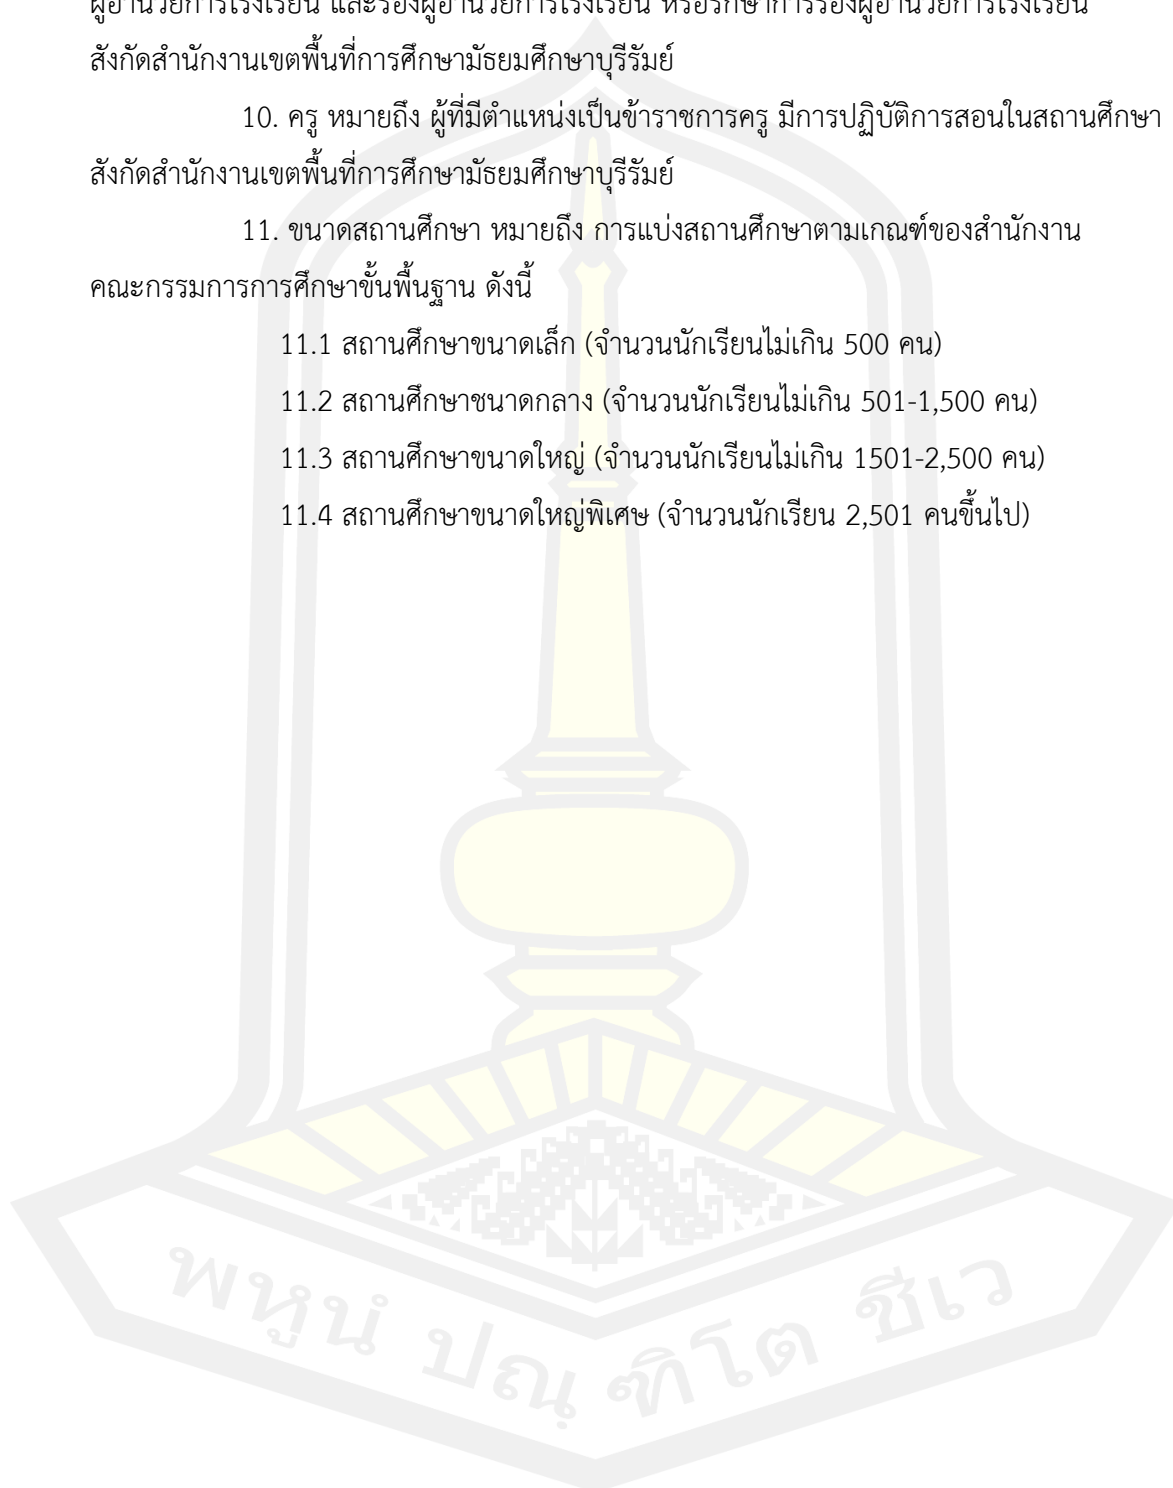 ผู้อำนวยการโรงเรียน และรองผู้อำนวยการโรงเรียน หรือรักษาการรองผู้อำนวยการโรงเรียน
สังกัดสำนักงานเขตพื้นที่การศึกษามัธยมศึกษาบุรีรัมย์
10. ครู หมายถึง ผู้ที่มีตำแหน่งเป็นข้าราชการครู มีการปฏิบัติการสอนในสถานศึกษา
สังกัดสำนักงานเขตพื้นที่การศึกษามัธยมศึกษาบุรีรัมย์
11. ขนาดสถานศึกษา หมายถึง การแบ่งสถานศึกษาตามเกณฑ์ของสำนักงาน
คณะกรรมการการศึกษาขั้นพื้นฐาน ดังนี้
11.1 สถานศึกษาขนาดเล็ก (จำนวนนักเรียนไม่เกิน 500 คน)
11.2 สถานศึกษาชนาดกลาง (จำนวนนักเรียนไม่เกิน 501-1,500 คน)
11.3 สถานศึกษาขนาดใหญ่ (จำนวนนักเรียนไม่เกิน 1501-2,500 คน)
11.4 สถานศึกษาขนาดใหญ่พิเศษ (จำนวนนักเรียน 2,501 คนขึ้นไป)
พหูนํ ปณฺฑิโต ชีเว